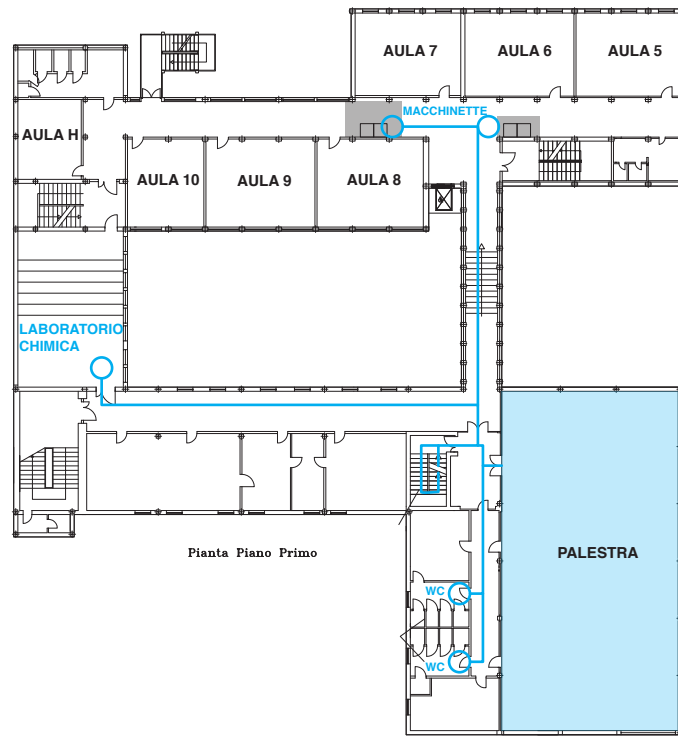 AULA 7
AULA 6
AULA 5
MACCHINETTE
AULA H
AULA 10
AULA 9
AULA 8
LABORATORIO
CHIMICA
Pianta Piano Primo
PALESTRA
WC
WC